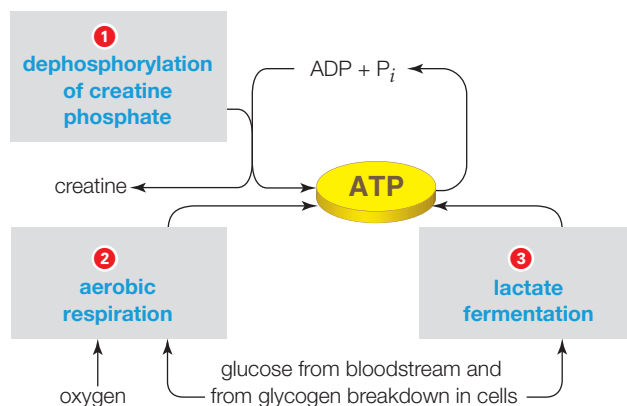 1
dephosphorylation
of creatine
phosphate
ADP + Pi
creatine
ATP
2
aerobic
respiration
3
lactate
fermentation
oxygen
glucose from bloodstream and
from glycogen breakdown in cells